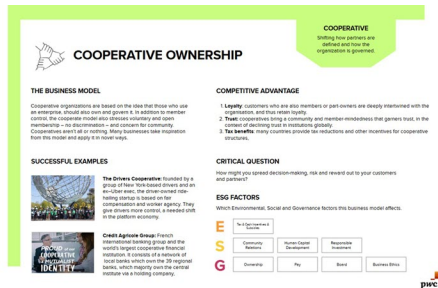 COOPERATIVE
Shifting how partners are
defined and how the
organization is governed.
COOPERATIVE OWNERSHIP
THE BUSINESS MODEL
Cooperative organizations are based on the idea that those who use
an enterprise, should also own and govern it. In addition to member
control, the cooperate model also stresses voluntary and open
membership – no discrimination – and concern for community.
Cooperatives aren't all or nothing. Many businesses take inspiration
from this model and apply it in novel ways.
COMPETITIVE ADVANTAGE
1. Loyalty: customers who are also members or part-owners are deeply intertwined with the
organisation, and thus retain loyalty.
2. Trust: cooperatives bring a community and member-mindedness that garners trust, in the
context of declining trust in institutions globally.
3. Tax benefits: many countries provide tax reductions and other incentives for cooperative
structures.
SUCCESSFUL EXAMPLES
The Drivers Cooperative: founded by a
group of New York-based drivers and an
ex-Uber exec, the driver-owned ride-
hailing startup is based on fair
compensation and worker agency. They
give drivers more control, a needed shift
in the platform economy.
Crédit Agricole Group: French
international banking group and the
world's largest cooperative financial
institution. It consists of a network of
local banks which own the 39 regional
banks, which majority own the central
institute via a holding company.
PROUD OF OUR
COOPERATIVE
& MUTUALIST
IDENTITY
CRITICAL QUESTION
How might you spread decision-making, risk and reward out to your customers
and partners?
ESG FACTORS
Which Environmental, Social and Governance factors this business model affects.
E
Tax & Cash Incentives &
Subsidies
S
Community
Relations
Human Capital
Development
Responsible
Investment
G
Ownership
Pay
Board
Business Ethics
pwc